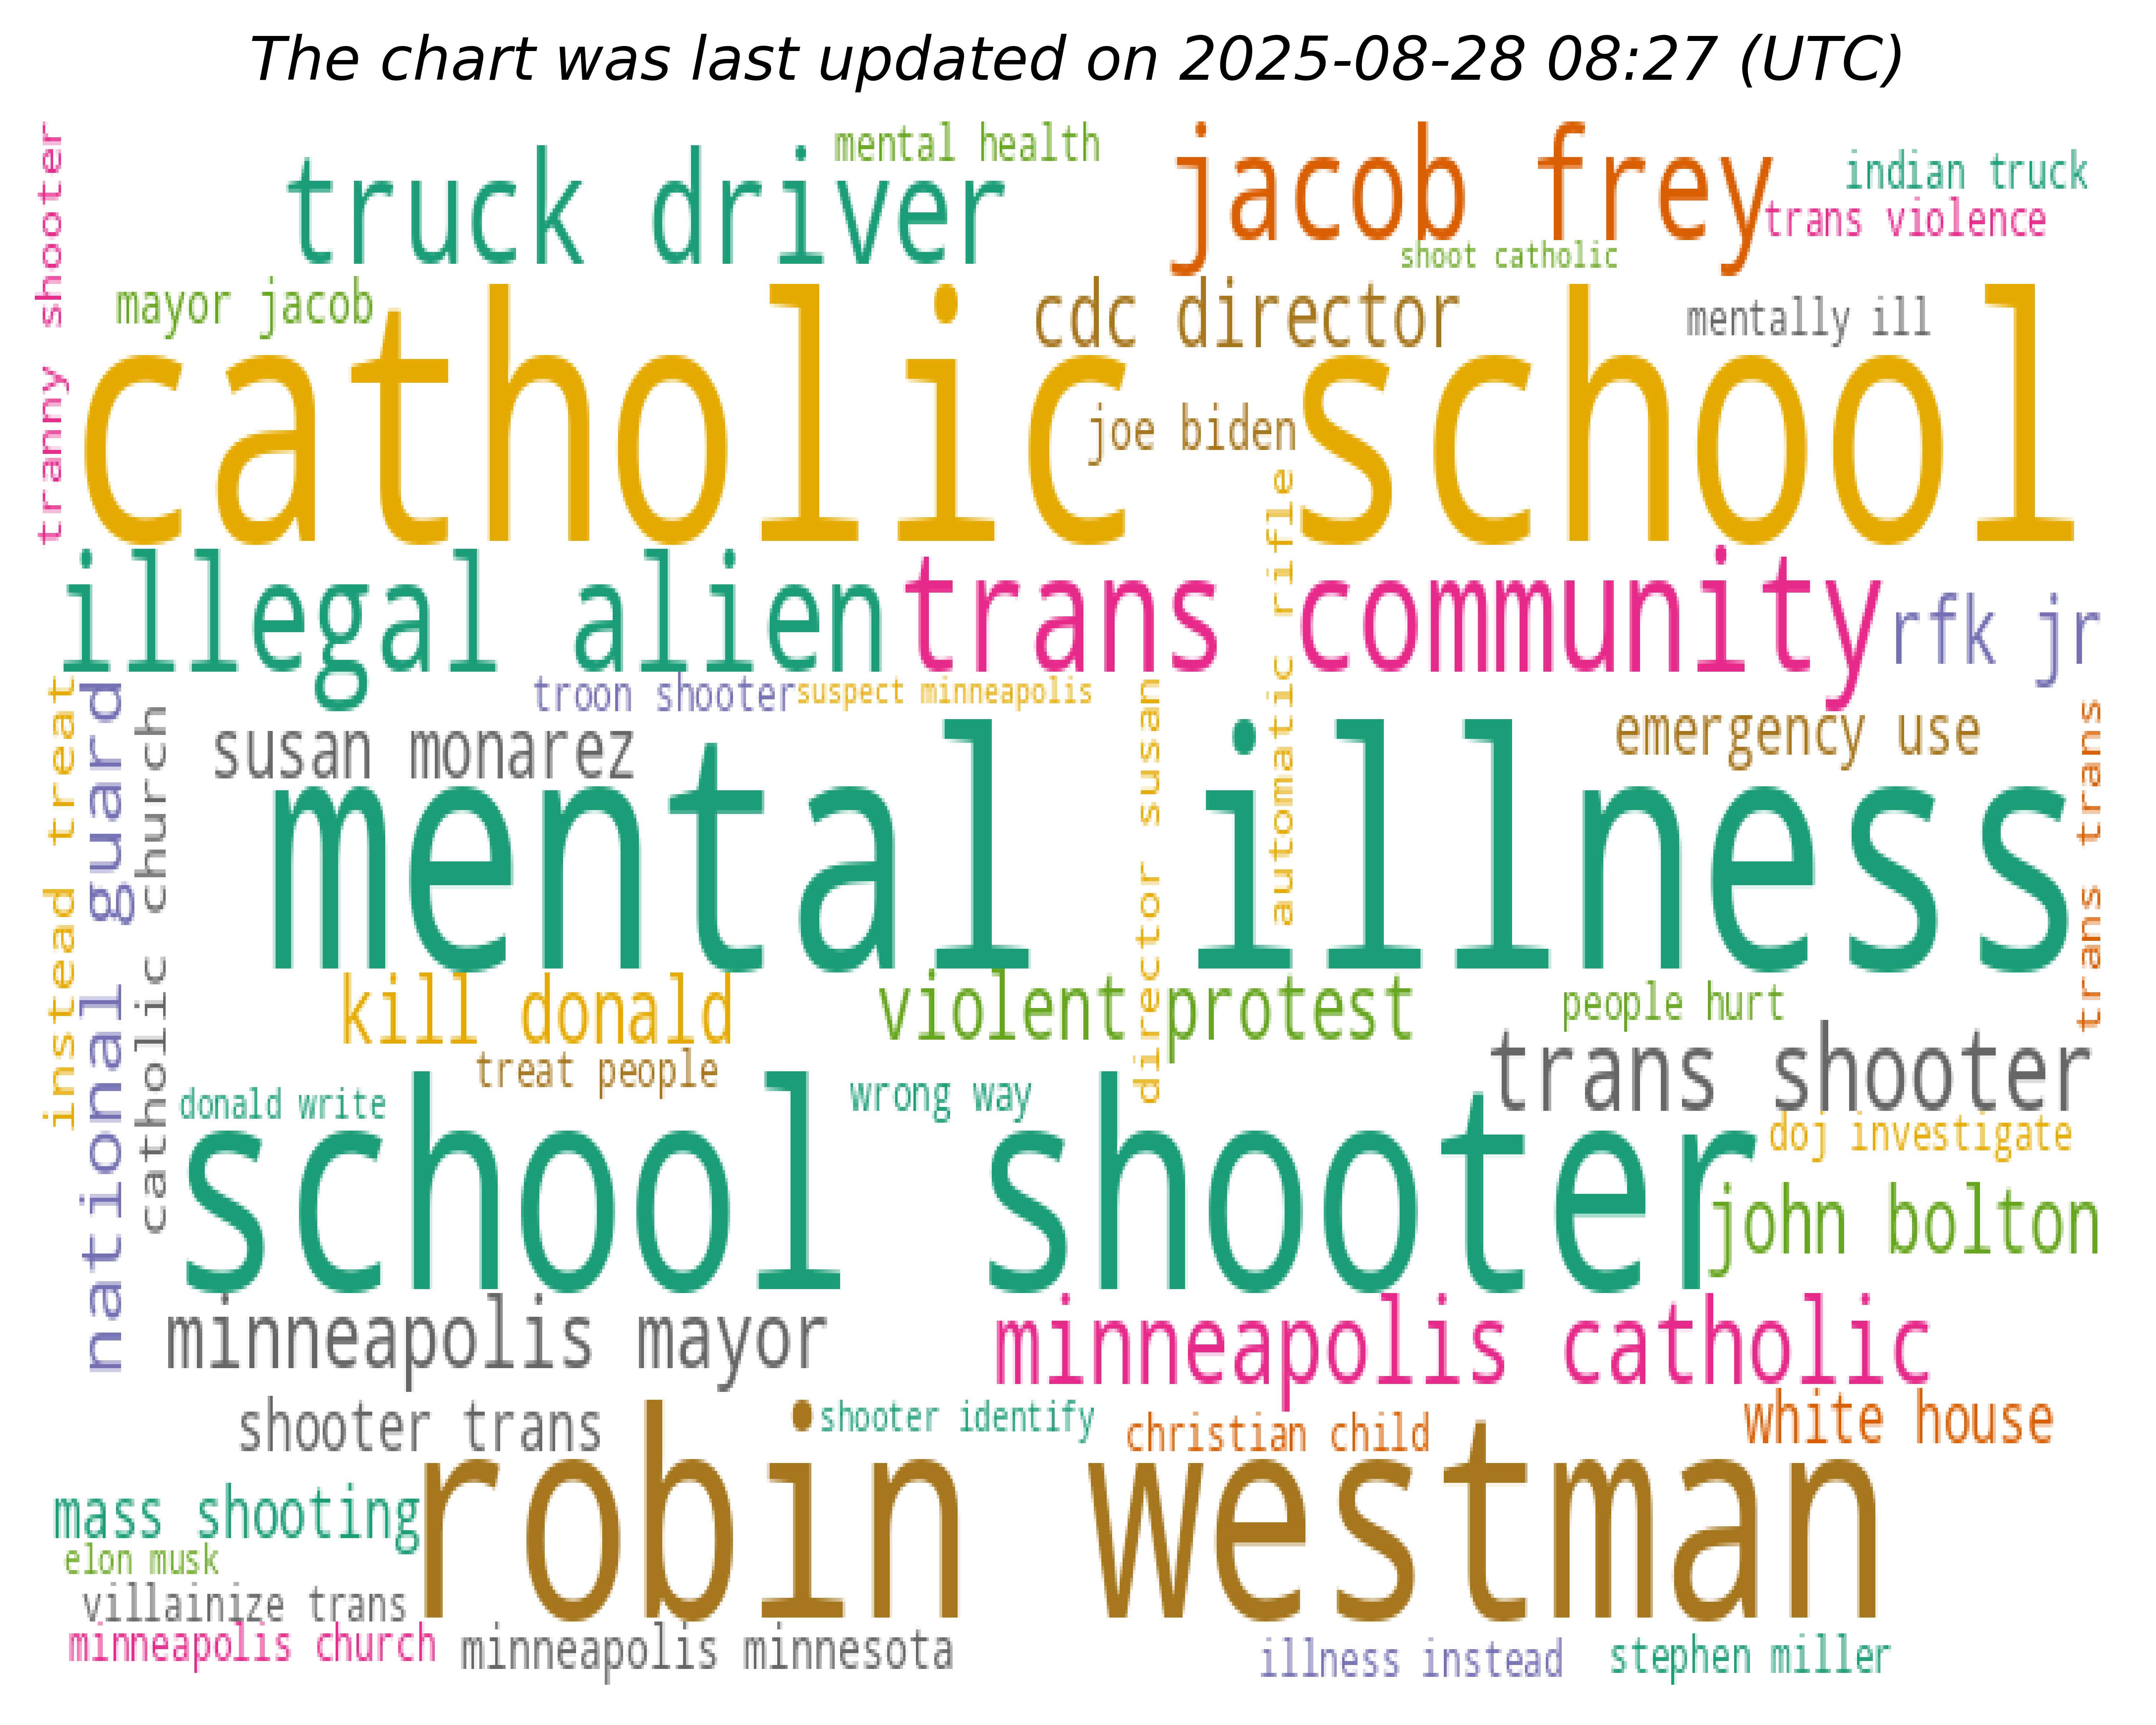 The chart was last updated on 2025-08-28 08:27 (UTC)
tranny shooter
truck driver
mental health
jacob frey
indian truck
trans violence
shoot catholic
mayor jacob
cdc director
mentally ill
catholic school
joe biden
automatic rifle
illegal alien
trans community
rfk jr
troon shooter
suspect minneapolis
instead treat
national guard
catholic church
susan monarez
director susan
emergency use
trans trans
mental illness
kill donald
violent protest
people hurt
treat people
trans shooter
donald write
wrong way
doj investigate
school shooter
john bolton
minneapolis mayor
minneapolis catholic
shooter trans
shooter identify
christian child
white house
robin westman
mass shooting
elon musk
villainize trans
minneapolis church
minneapolis minnesota
illness instead
stephen miller